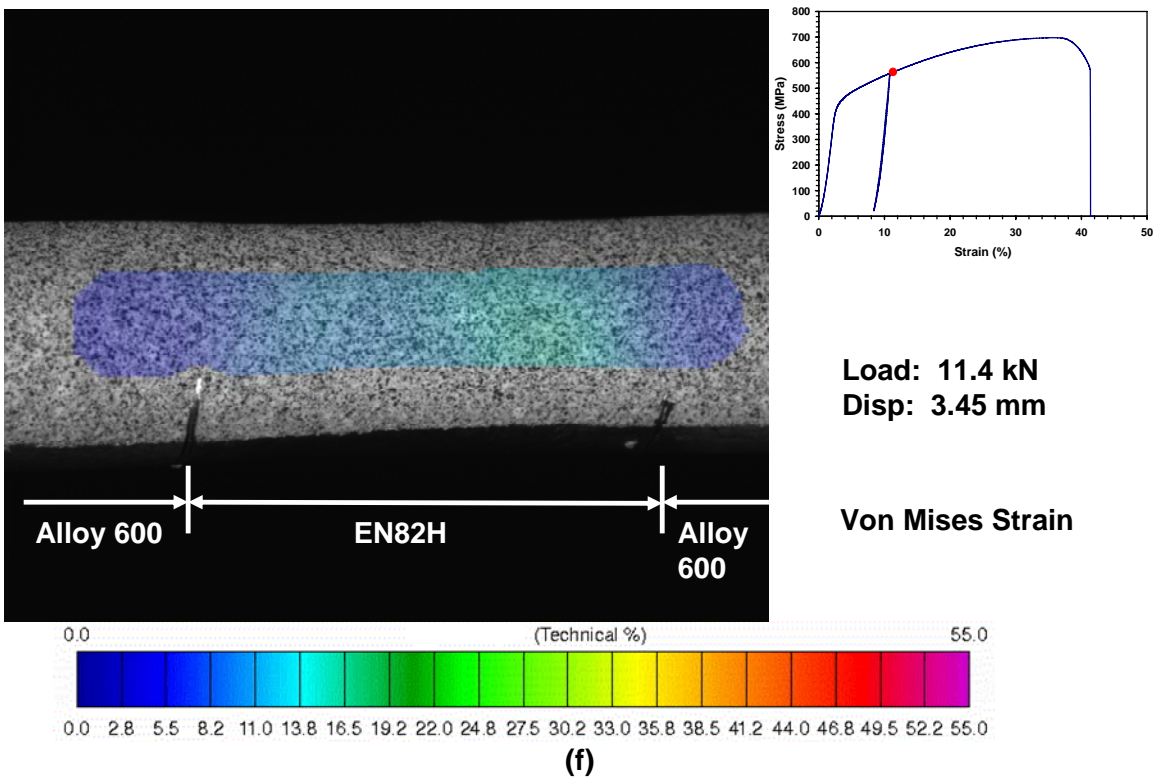 800
700
600
500
400
300
200
100
0
Stress (MPa)
0 10 20 30 40 50
Strain (%)
Load: 11.4 kN
Disp: 3.45 mm
Von Mises Strain
Alloy 600
EN82H
Alloy
600
0.0 (Technical %) 55.0
0.0 2.8 5.5 8.2 11.0 13.8 16.5 19.2 22.0 24.8 27.5 30.2 33.0 35.8 38.5 41.2 44.0 46.8 49.5 52.2 55.0
(f)